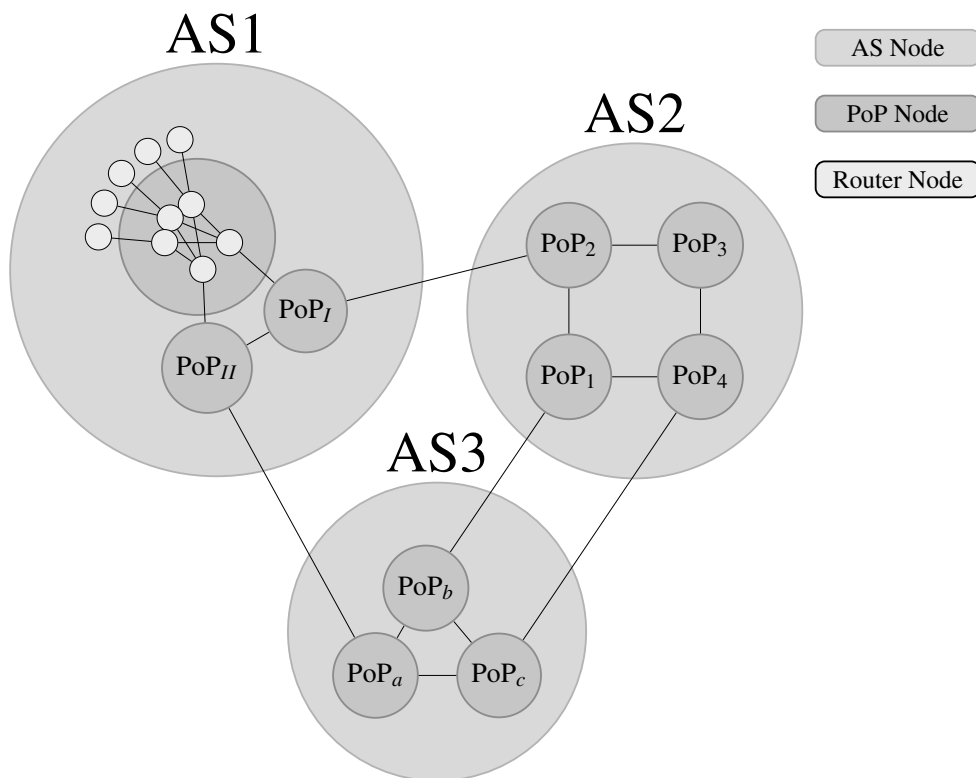 AS1
AS Node
PoP Node
Router Node
AS2
PoP2
PoP3
PoPI
PoPII
PoP1
PoP4
AS3
PoPb
PoPa
PoPc